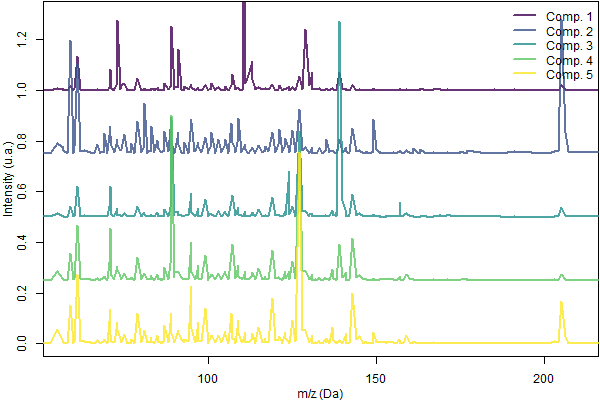 Comp. 1
Comp. 2
Comp. 3
Comp. 4
Comp. 5
Intensity (u.a.)
1.2
1.0
0.8
0.6
0.4
0.2
0.0
100
150
200
m/z (Da)